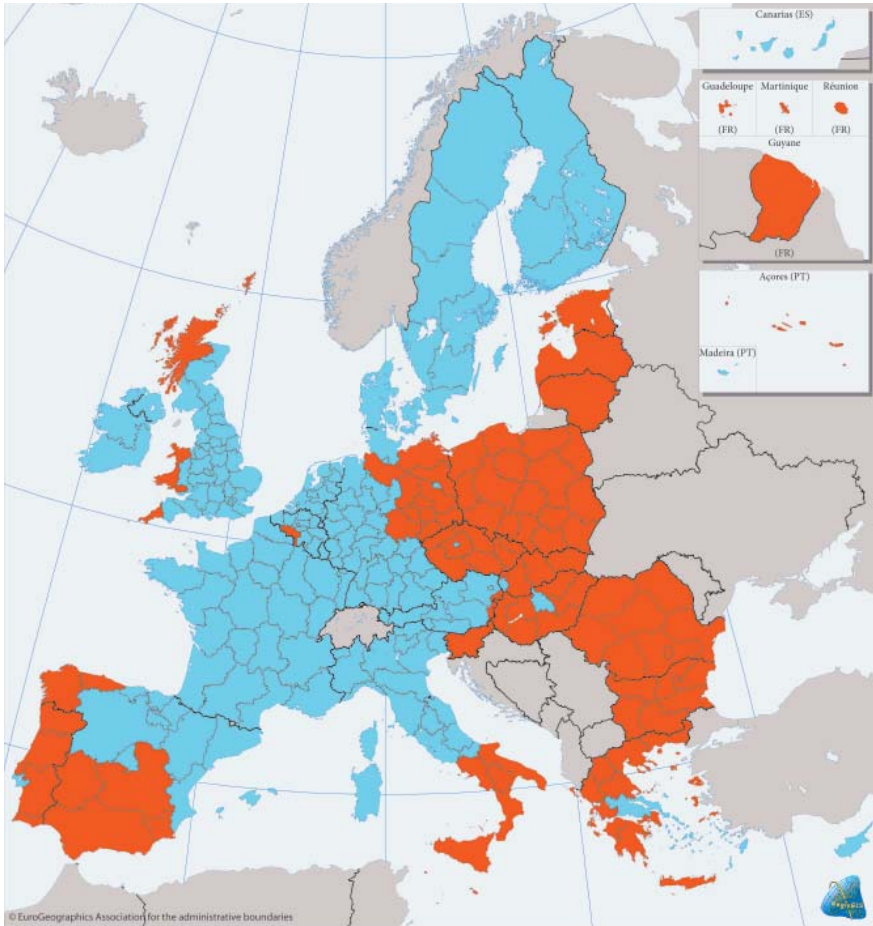 Canarias (ES)
Guadeloupe Martinique Réunion
(FR) (FR) (FR)
Guyane
(FR)
Açores (PT)
Madeira (PT)
© EuroGeographics Association for the administrative boundaries